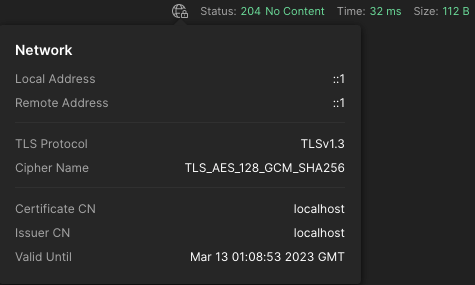 Status: 204 No Content Time: 32 ms Size: 112 B
Network
Local Address ::1
Remote Address ::1
TLS Protocol TLSv1.3
Cipher Name TLS_AES_128_GCM_SHA256
Certificate CN localhost
Issuer CN localhost
Valid Until Mar 13 01:08:53 2023 GMT